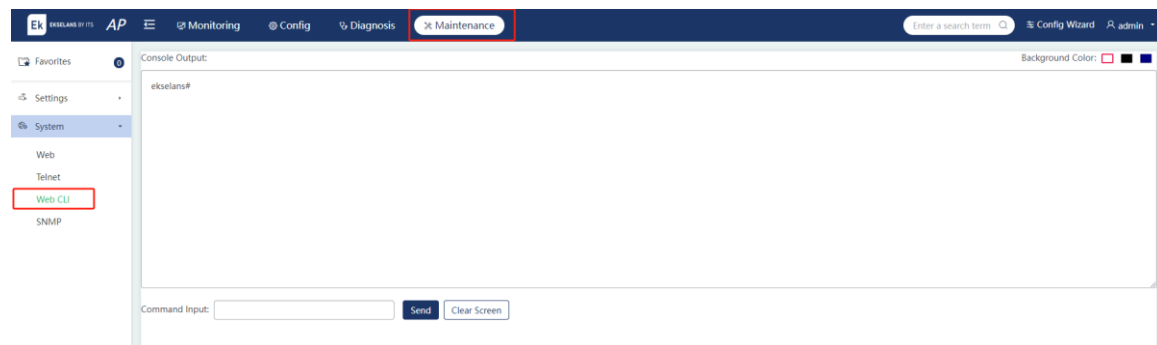 Ek EKSELANS BY ITS AP Monitoring Config Diagnosis Maintenance Enter a search term Config Wizard admin
Favorites 0
Settings
System
Web
Telnet
Web CLI
SNMP
Console Output: Background Color:
ekselans#
Command Input: Send Clear Screen